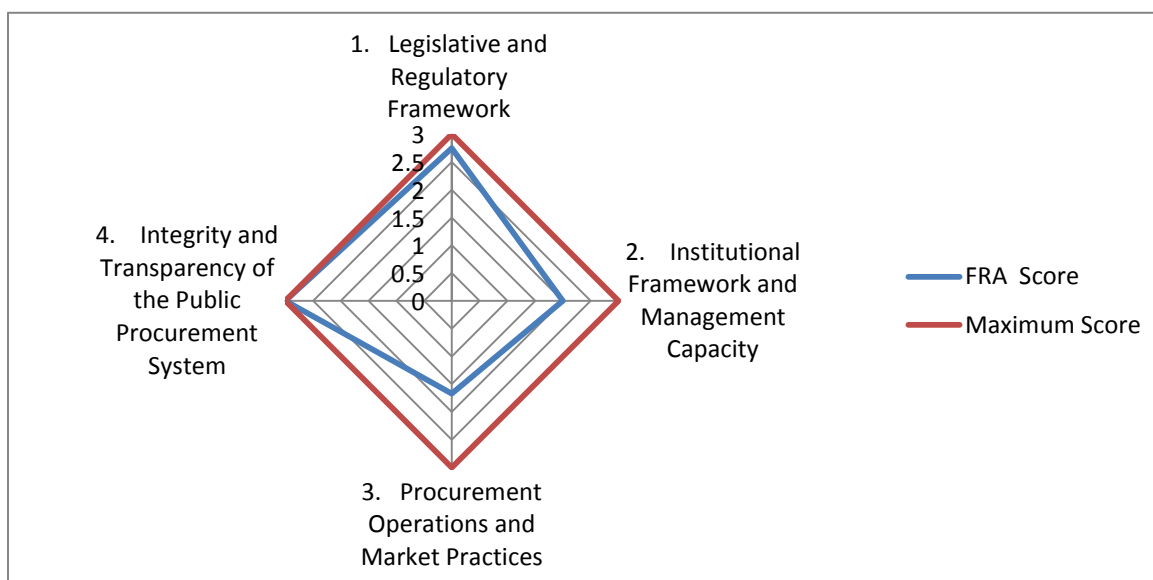 1. Legislative and
Regulatory
Framework
3
2.5
2
1.5
1
0.5
0
2. Institutional
Framework and
Management
Capacity
3. Procurement
Operations and
Market Practices
4. Integrity and
Transparency of
the Public
Procurement
System
FRA Score
Maximum Score